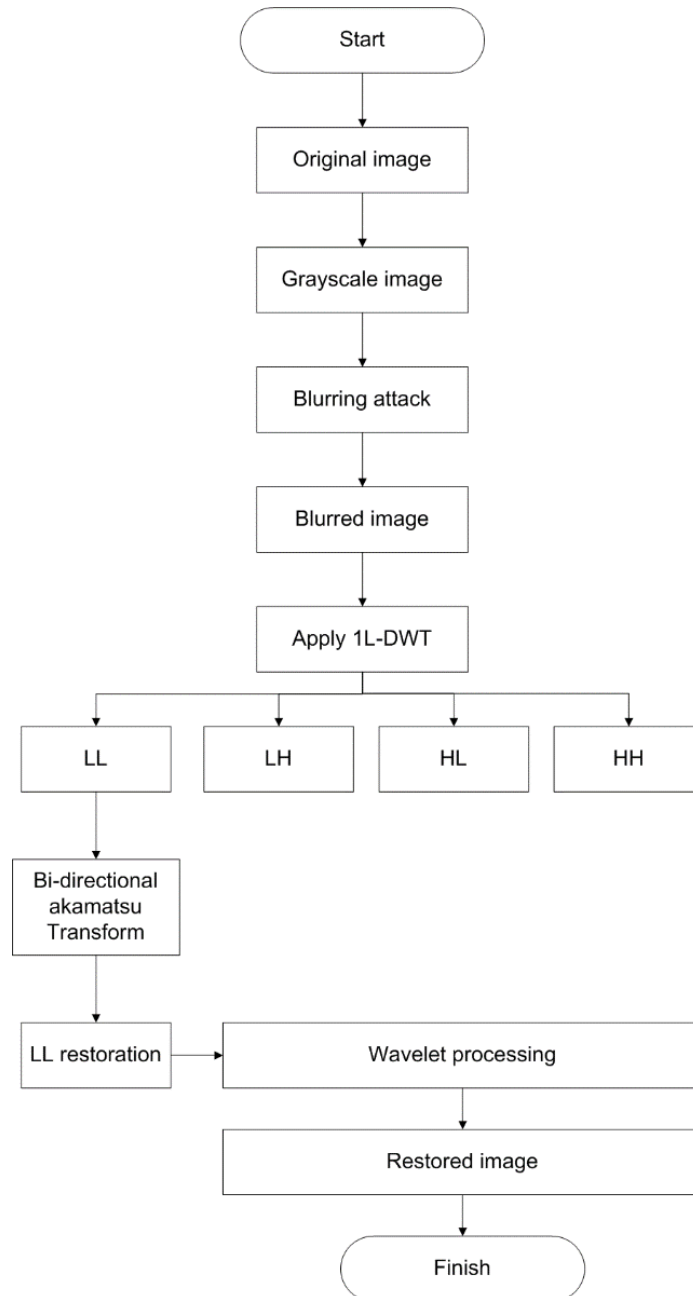 Start
Original image
Grayscale image
Blurring attack
Blurred image
Apply 1L-DWT
LL
LH
HL
HH
Bi-directional
akamatsu
Transform
LL restoration
Wavelet processing
Restored image
Finish